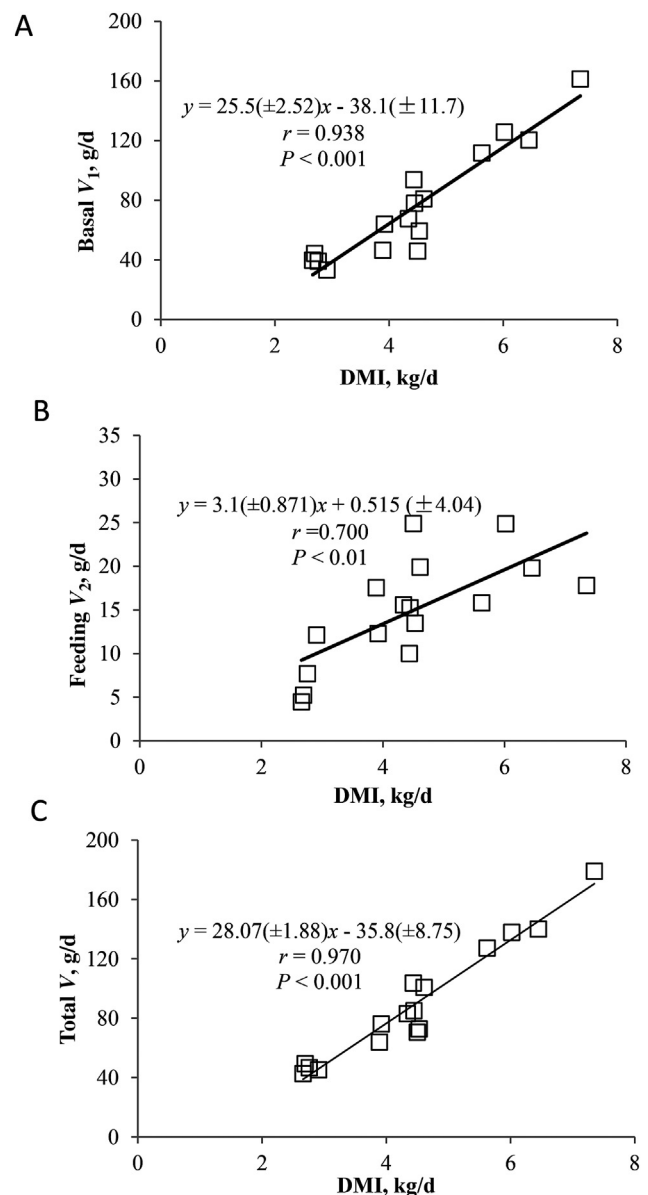 A
200
160
120
80
40
0
Basal V1, g/d
y = 25.5(±2.52)x - 38.1(±11.7)
r = 0.938
P < 0.001
0 2 4 6 8
DMI, kg/d
B
35
30
25
20
15
10
5
0
Feeding V2, g/d
y = 3.1(±0.871)x + 0.515 (±4.04)
r =0.700
P < 0.01
0 2 4 6 8
DMI, kg/d
C
200
160
120
80
40
0
Total V, g/d
y = 28.07(±1.88)x - 35.8(±8.75)
r = 0.970
P < 0.001
0 2 4 6 8
DMI, kg/d